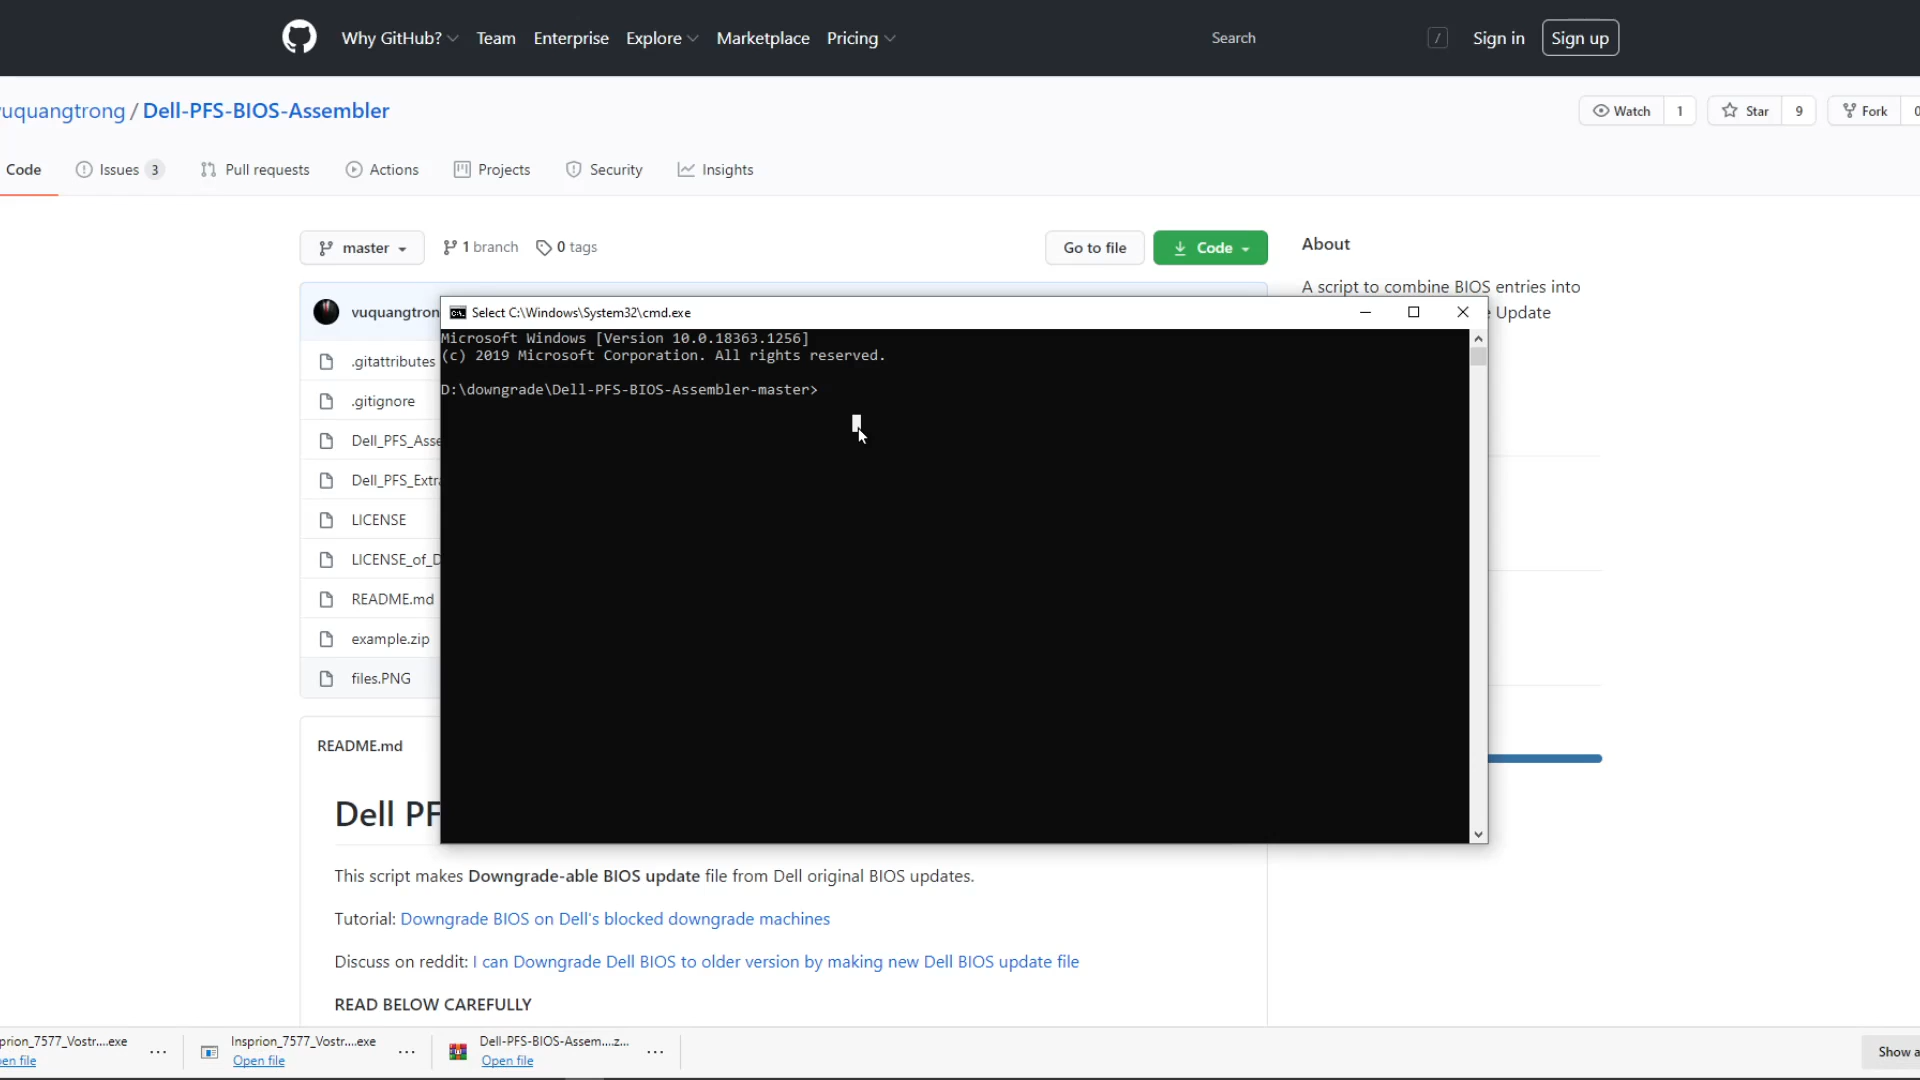 Why GitHub? Team Enterprise Explore Marketplace Pricing Search / Sign in Sign up
uquangtrong / Dell-PFS-BIOS-Assembler Watch 1 Star 9 Fork
Code Issues 3 Pull requests Actions Projects Security Insights
master 1 branch 0 tags Go to file Code About
A script to combine BIOS entries into
Update
vuquangtron
Select C:\Windows\System32\cmd.exe
Microsoft Windows [Version 10.0.18363.1256]
(c) 2019 Microsoft Corporation. All rights reserved.
D:\downgrade\Dell-PFS-BIOS-Assembler-master>
.gitattributes
.gitignore
Dell_PFS_Asse
Dell_PFS_Extra
LICENSE
LICENSE_of_D
README.md
example.zip
files.PNG
README.md
Dell PF
This script makes Downgrade-able BIOS update file from Dell original BIOS updates.
Tutorial: Downgrade BIOS on Dell's blocked downgrade machines
Discuss on reddit: I can Downgrade Dell BIOS to older version by making new Dell BIOS update file
READ BELOW CAREFULLY
prion_7577_Vostr....exe Insprion_7577_Vostr....exe Dell-PFS-BIOS-Assem....z...
en file Open file Open file Show a